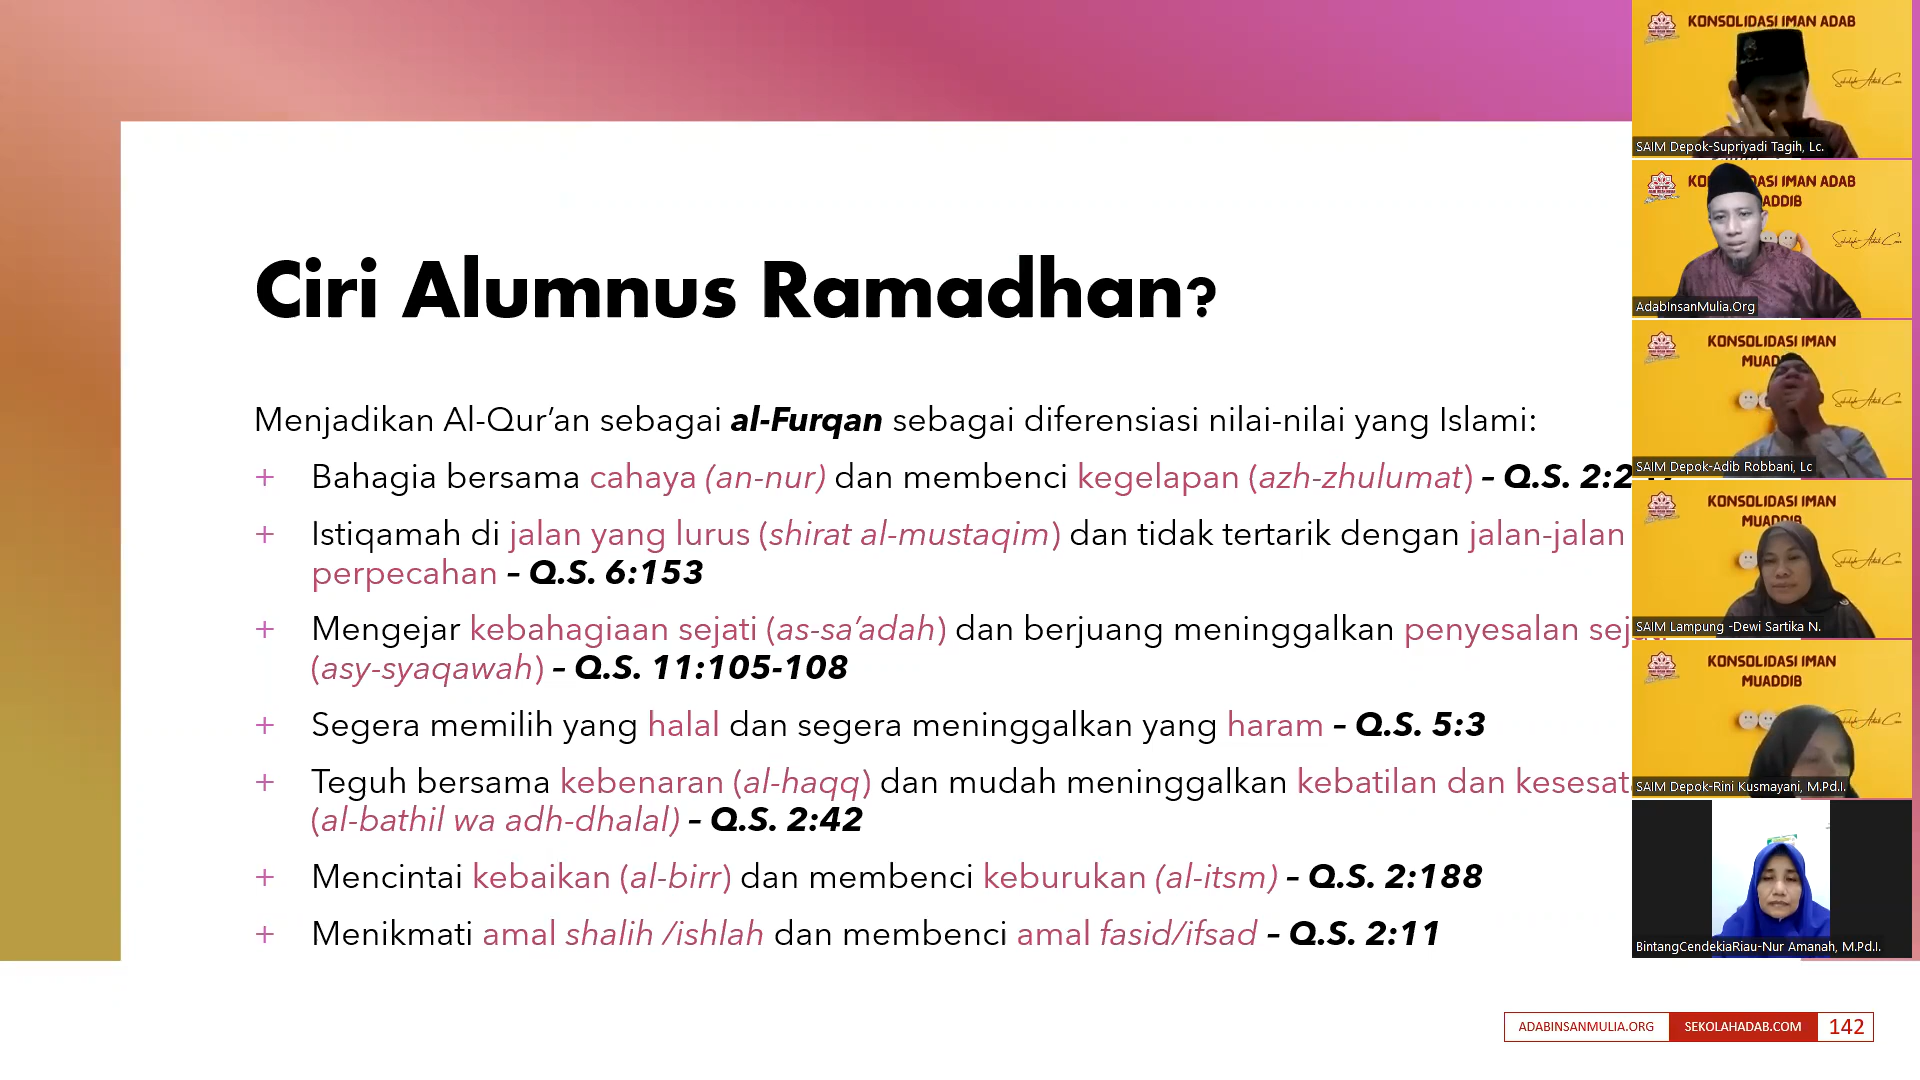 Ciri Alumnus Ramadhan?
Menjadikan Al-Qur’an sebagai al-Furqan sebagai diferensiasi nilai-nilai yang Islami:
+ Bahagia bersama cahaya (an-nur) dan membenci kegelapan (azh-zhulumat) – Q.S.
+ Istiqamah di jalan yang lurus (shirat al-mustaqim) dan tidak tertarik dengan jalan-jalan
perpecahan – Q.S. 6:153
+ Mengejar kebahagiaan sejati (as-sa’adah) dan berjuang meninggalkan penyesalan
(asy-syaqawah) – Q.S. 11:105-108
+ Segera memilih yang halal dan segera meninggalkan yang haram – Q.S. 5:3
+ Teguh bersama kebenaran (al-haqq) dan mudah meninggalkan kebatilan dan
(al-bathil wa adh-dhalal) – Q.S. 2:42
+ Mencintai kebaikan (al-birr) dan membenci keburukan (al-itsm) – Q.S. 2:188
+ Menikmati amal shalih /ishlah dan membenci amal fasid/ifsad – Q.S. 2:11
KONSOLIDASI IMAN ADAB
SAIM Depok-Supriyadi Tagih, Lc.
IMAN ADAB
AdabInsanMulia.Org
KONSOLIDASI IMAN
SAIM Depok-Adib Robbani, Lc
KONSOLIDASI IMAN
MUADDIB
SAIM Lampung -Dewi Sartika N.
KONSOLIDASI IMAN
MUADDIB
SAIM Depok-Rini Kusmayani, M.Pd.I.
BintangCendekiaRiau-Nur Amanah, M.Pd.I.
ADABINSANMULIA.ORG SEKOLAHADAB.COM 142